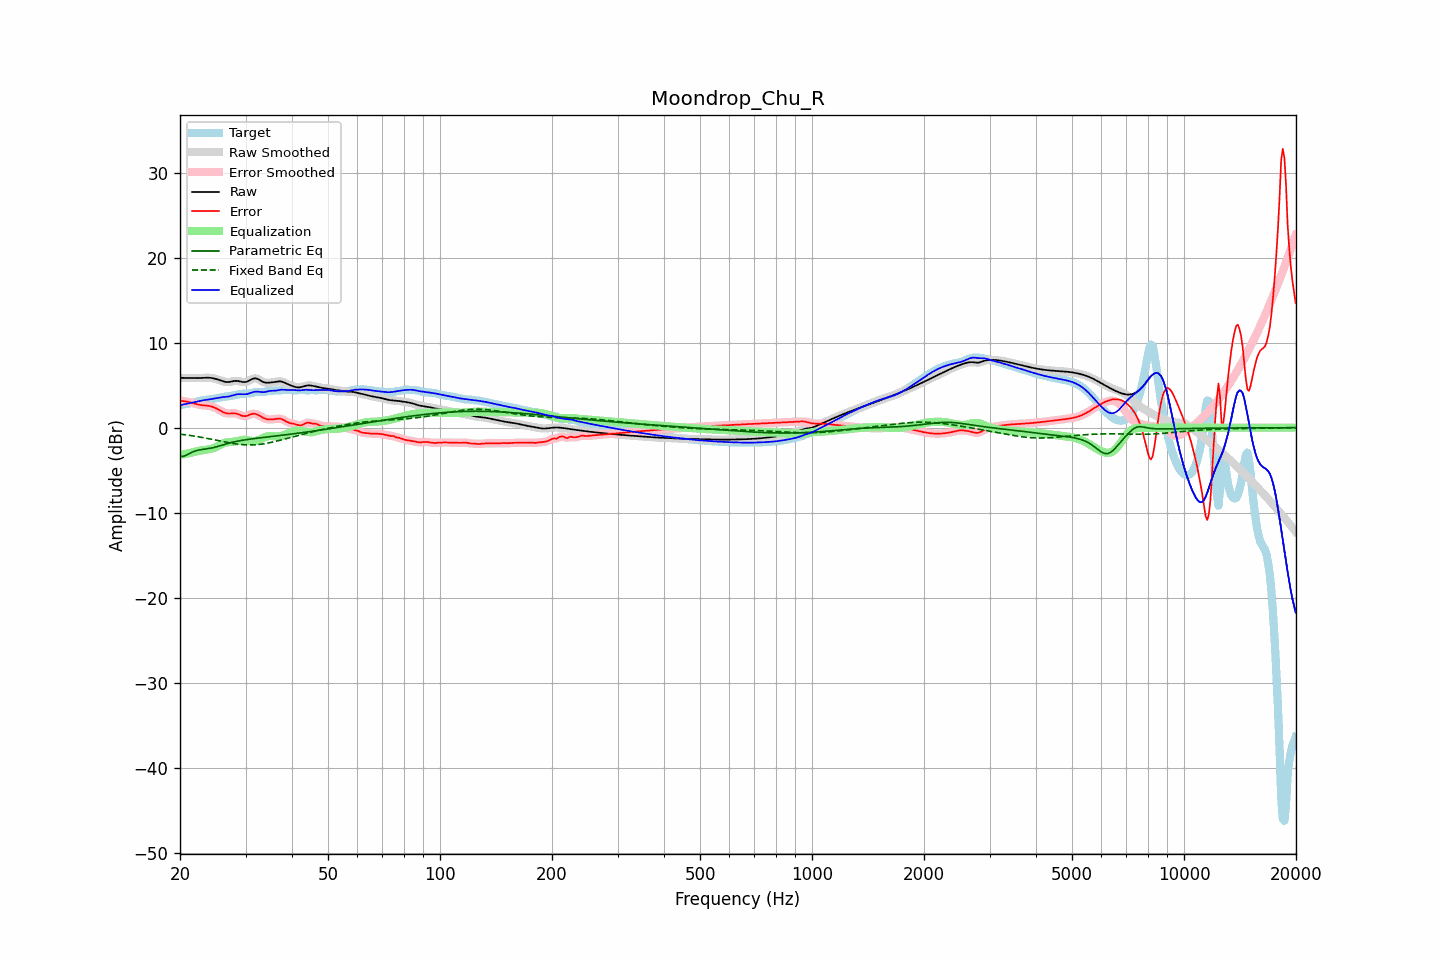 Moondrop_Chu_R
Target
Raw Smoothed
Error Smoothed
Raw
Error
Equalization
Parametric Eq
Fixed Band Eq
Equalized
30
20
10
0
−10
−20
−30
−40
−50
Amplitude (dBr)
20
50
100
200
500
1000
2000
5000
10000
20000
Frequency (Hz)